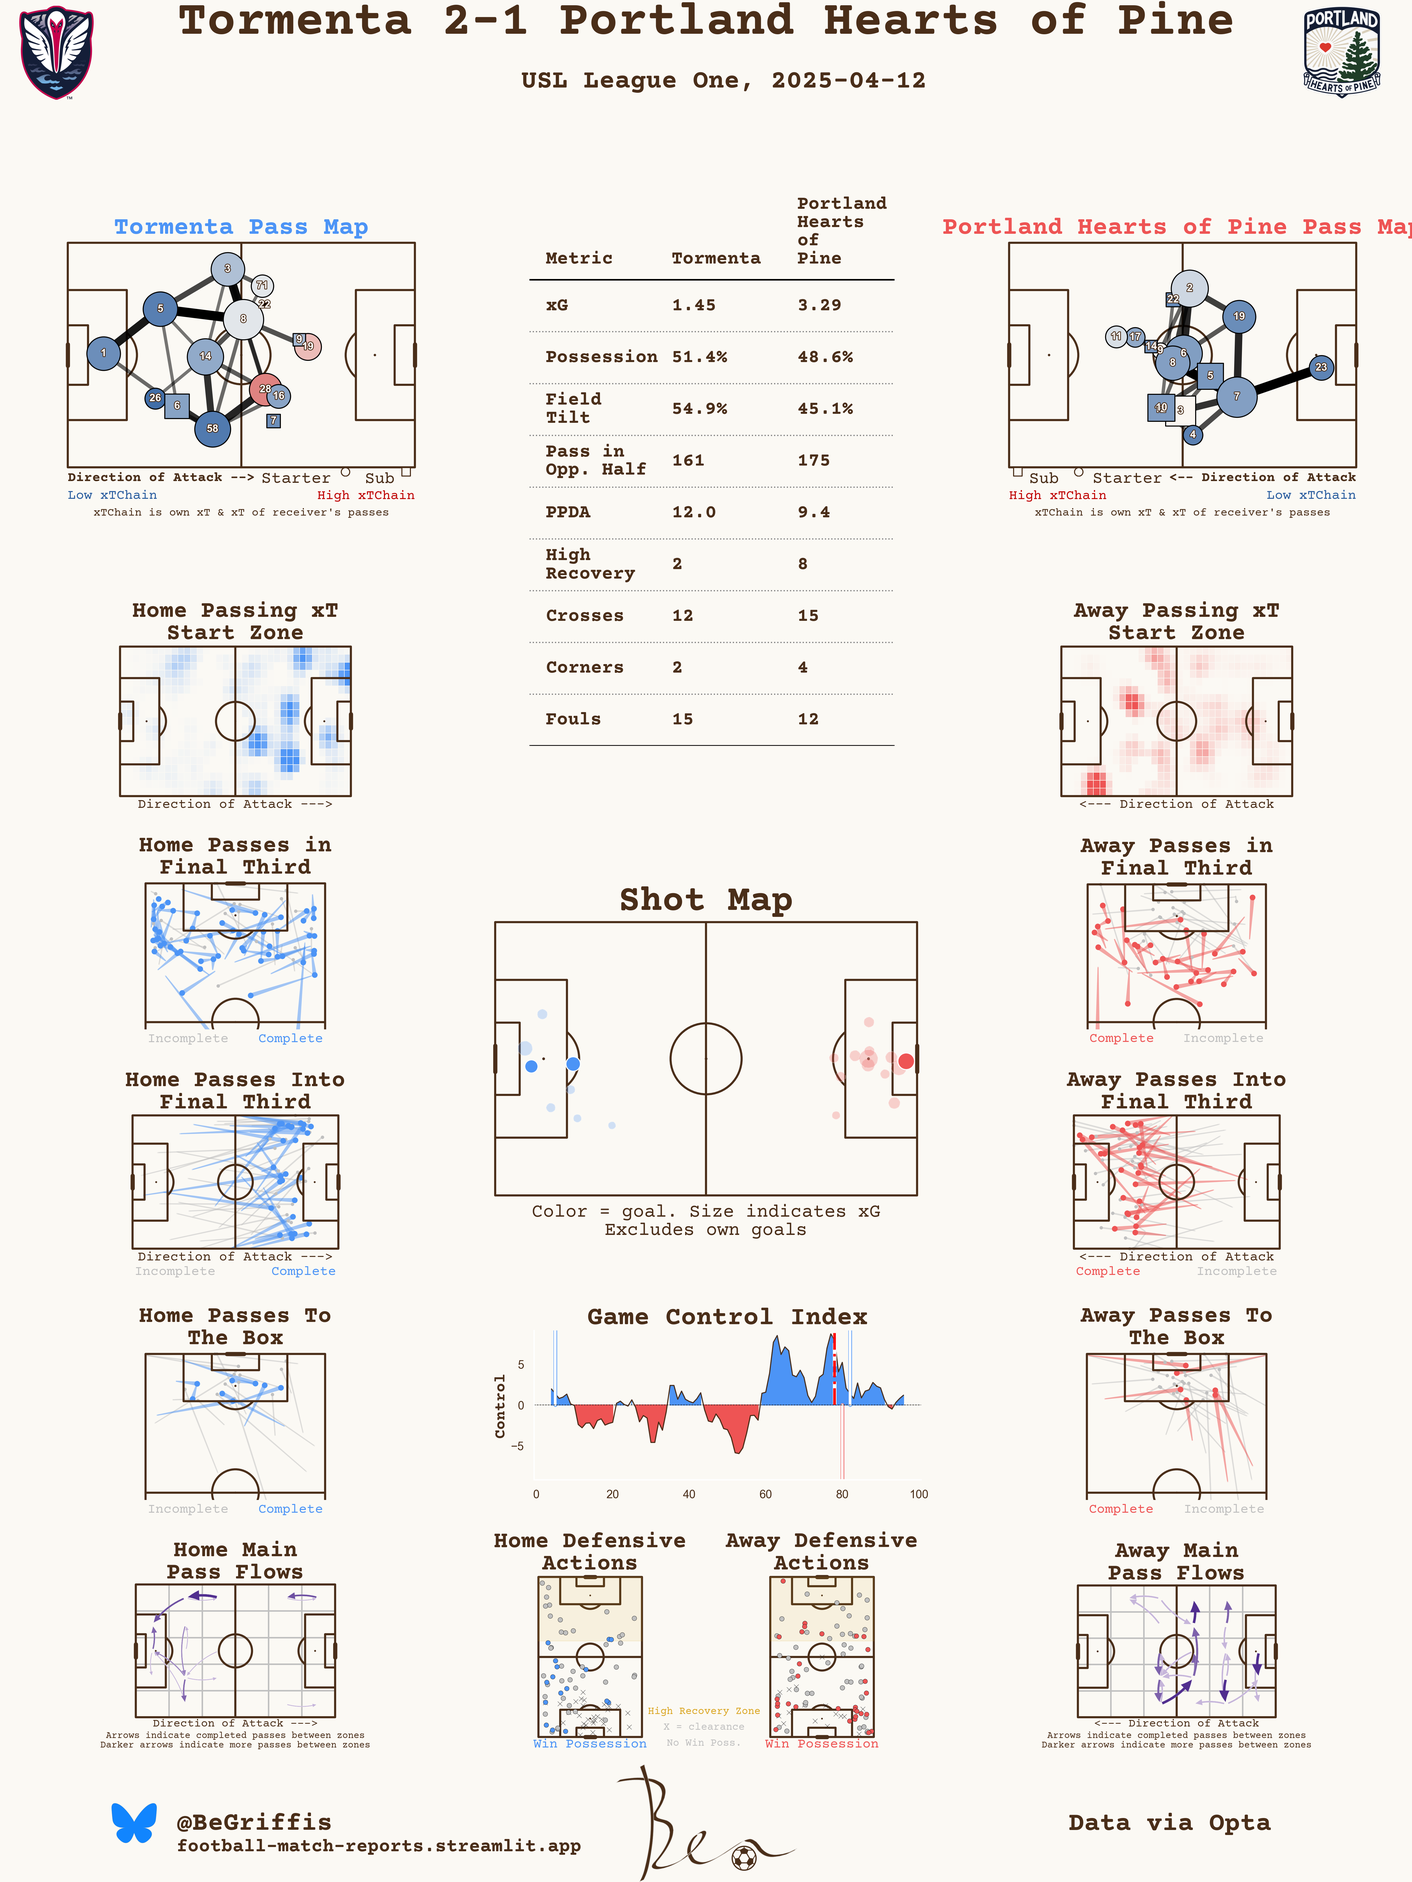 Tormenta 2-1 Portland Hearts of Pine
USL League One, 2025-04-12
PORTLAND
HEARTS OF PINE
TM
Tormenta Pass Map
3
71
22
5
8
1
14
9
19
28
16
26
6
7
58
Direction of Attack --> Starter Sub
Low xTChain High xTChain
xTChain is own xT & xT of receiver's passes
Portland
Hearts
of
Metric Tormenta Pine
xG 1.45 3.29
Possession 51.4% 48.6%
Field
Tilt 54.9% 45.1%
Pass in
Opp. Half 161 175
PPDA 12.0 9.4
High
Recovery 2 8
Crosses 12 15
Corners 2 4
Fouls 15 12
Portland Hearts of Pine Pass Map
2
22
19
11
17
14
9
6
8
5
23
7
10
3
4
Sub Starter <-- Direction of Attack
High xTChain Low xTChain
xTChain is own xT & xT of receiver's passes
Home Passing xT
Start Zone
Direction of Attack --->
Away Passing xT
Start Zone
<--- Direction of Attack
Home Passes in
Final Third
Incomplete Complete
Away Passes in
Final Third
Complete Incomplete
Shot Map
Color = goal. Size indicates xG
Excludes own goals
Home Passes Into
Final Third
Direction of Attack --->
Incomplete Complete
Away Passes Into
Final Third
<--- Direction of Attack
Complete Incomplete
Home Passes To
The Box
Incomplete Complete
Game Control Index
Control
5
0
−5
0 20 40 60 80 100
Away Passes To
The Box
Complete Incomplete
Home Main
Pass Flows
Direction of Attack --->
Arrows indicate completed passes between zones
Darker arrows indicate more passes between zones
Home Defensive
Actions
Win Possession
Away Defensive
Actions
Win Possession
High Recovery Zone
X = clearance
No Win Poss.
Away Main
Pass Flows
<--- Direction of Attack
Arrows indicate completed passes between zones
Darker arrows indicate more passes between zones
@BeGriffis
football-match-reports.streamlit.app
Ben
Data via Opta